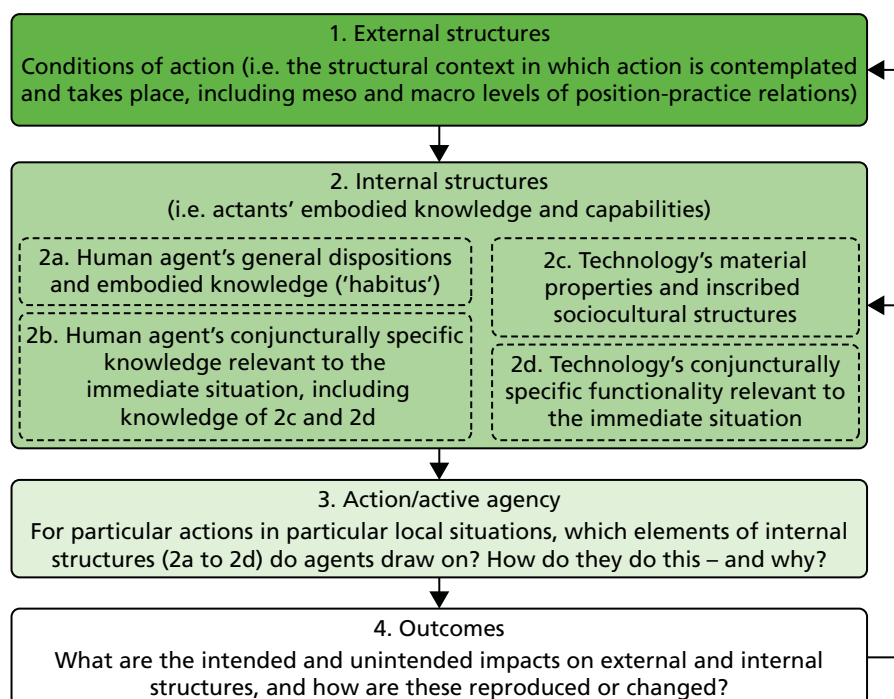 1. External structures
Conditions of action (i.e. the structural context in which action is contemplated
and takes place, including meso and macro levels of position-practice relations)
2. Internal structures
(i.e. actants’ embodied knowledge and capabilities)
2a. Human agent’s general dispositions
and embodied knowledge (’habitus’)
2b. Human agent’s conjuncturally specific
knowledge relevant to the
immediate situation, including
knowledge of 2c and 2d
2c. Technology’s material
properties and inscribed
sociocultural structures
2d. Technology’s conjuncturally
specific functionality relevant to
the immediate situation
3. Action/active agency
For particular actions in particular local situations, which elements of internal
structures (2a to 2d) do agents draw on? How do they do this – and why?
4. Outcomes
What are the intended and unintended impacts on external and internal
structures, and how are these reproduced or changed?